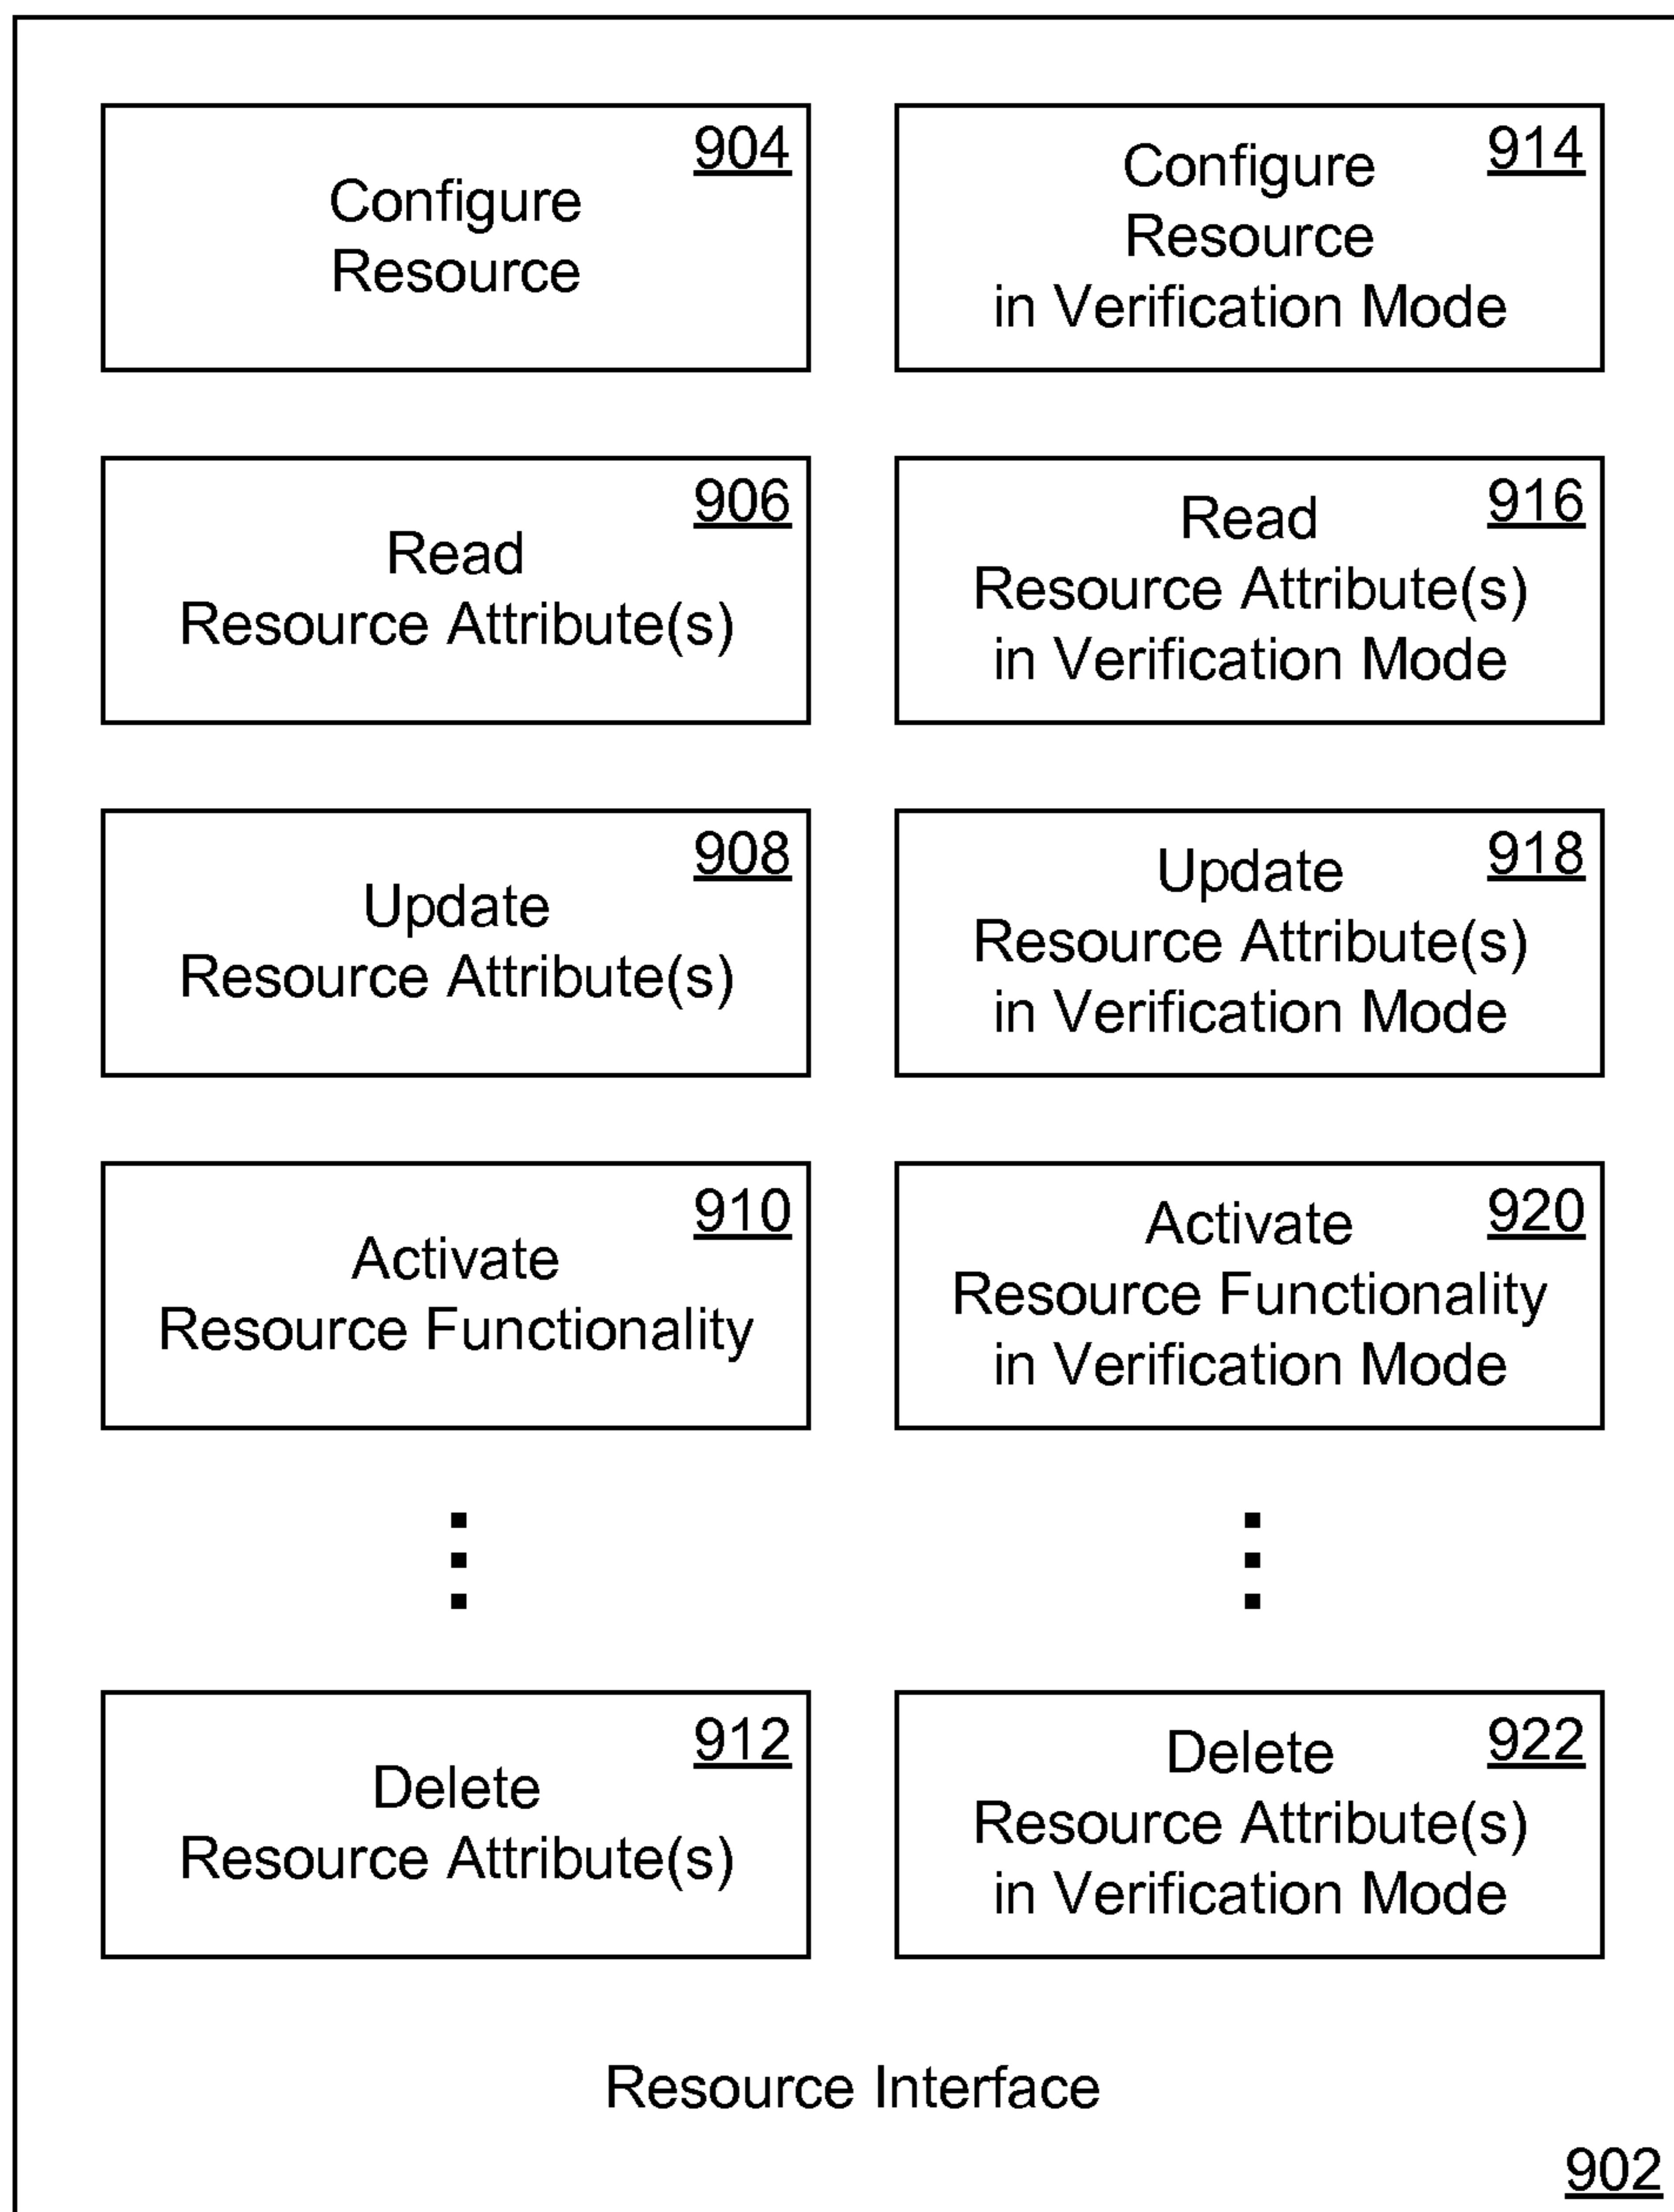 904
Configure
Resource
914
Configure
Resource
in Verification Mode
906
Read
Resource Attribute(s)
916
Read
Resource Attribute(s)
in Verification Mode
908
Update
Resource Attribute(s)
918
Update
Resource Attribute(s)
in Verification Mode
910
Activate
Resource Functionality
920
Activate
Resource Functionality
in Verification Mode
912
Delete
Resource Attribute(s)
922
Delete
Resource Attribute(s)
in Verification Mode
Resource Interface
902